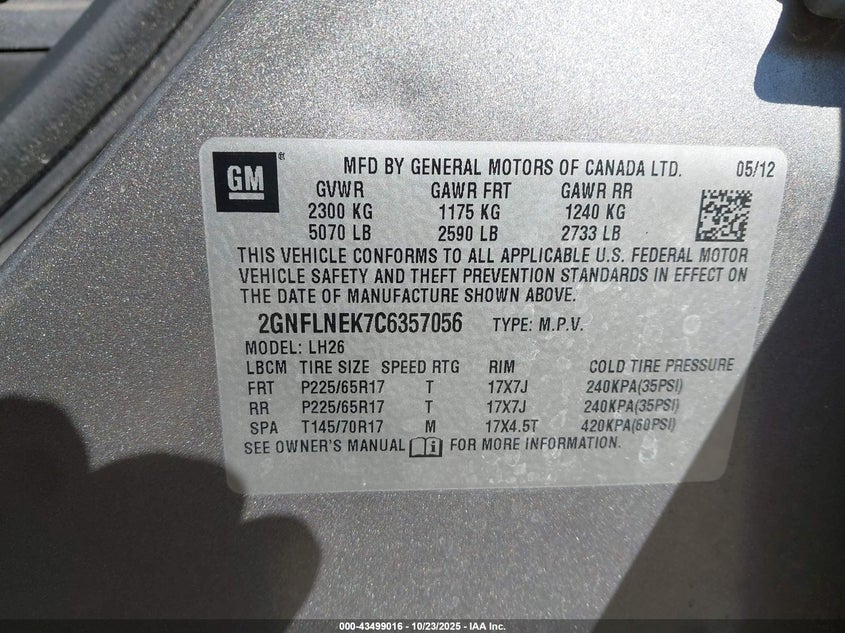 GM ® MFD BY GENERAL MOTORS OF CANADA LTD. 05/12
GVWR GAWR FRT GAWR RR
2300 KG 1175 KG 1240 KG
5070 LB 2590 LB 2733 LB
THIS VEHICLE CONFORMS TO ALL APPLICABLE U.S. FEDERAL MOTOR
VEHICLE SAFETY AND THEFT PREVENTION STANDARDS IN EFFECT ON
THE DATE OF MANUFACTURE SHOWN ABOVE.
2GNFLNEK7C6357056 TYPE: M.P.V.
MODEL: LH26
LBCM TIRE SIZE SPEED RTG RIM COLD TIRE PRESSURE
FRT P225/65R17 T 17X7J 240KPA(35PSI)
RR P225/65R17 T 17X7J 240KPA(35PSI)
SPA T145/70R17 M 17X4.5T 420KPA(60PSI)
SEE OWNER'S MANUAL FOR MORE INFORMATION.
000-43499016 - 10/23/2025 - IAA Inc.